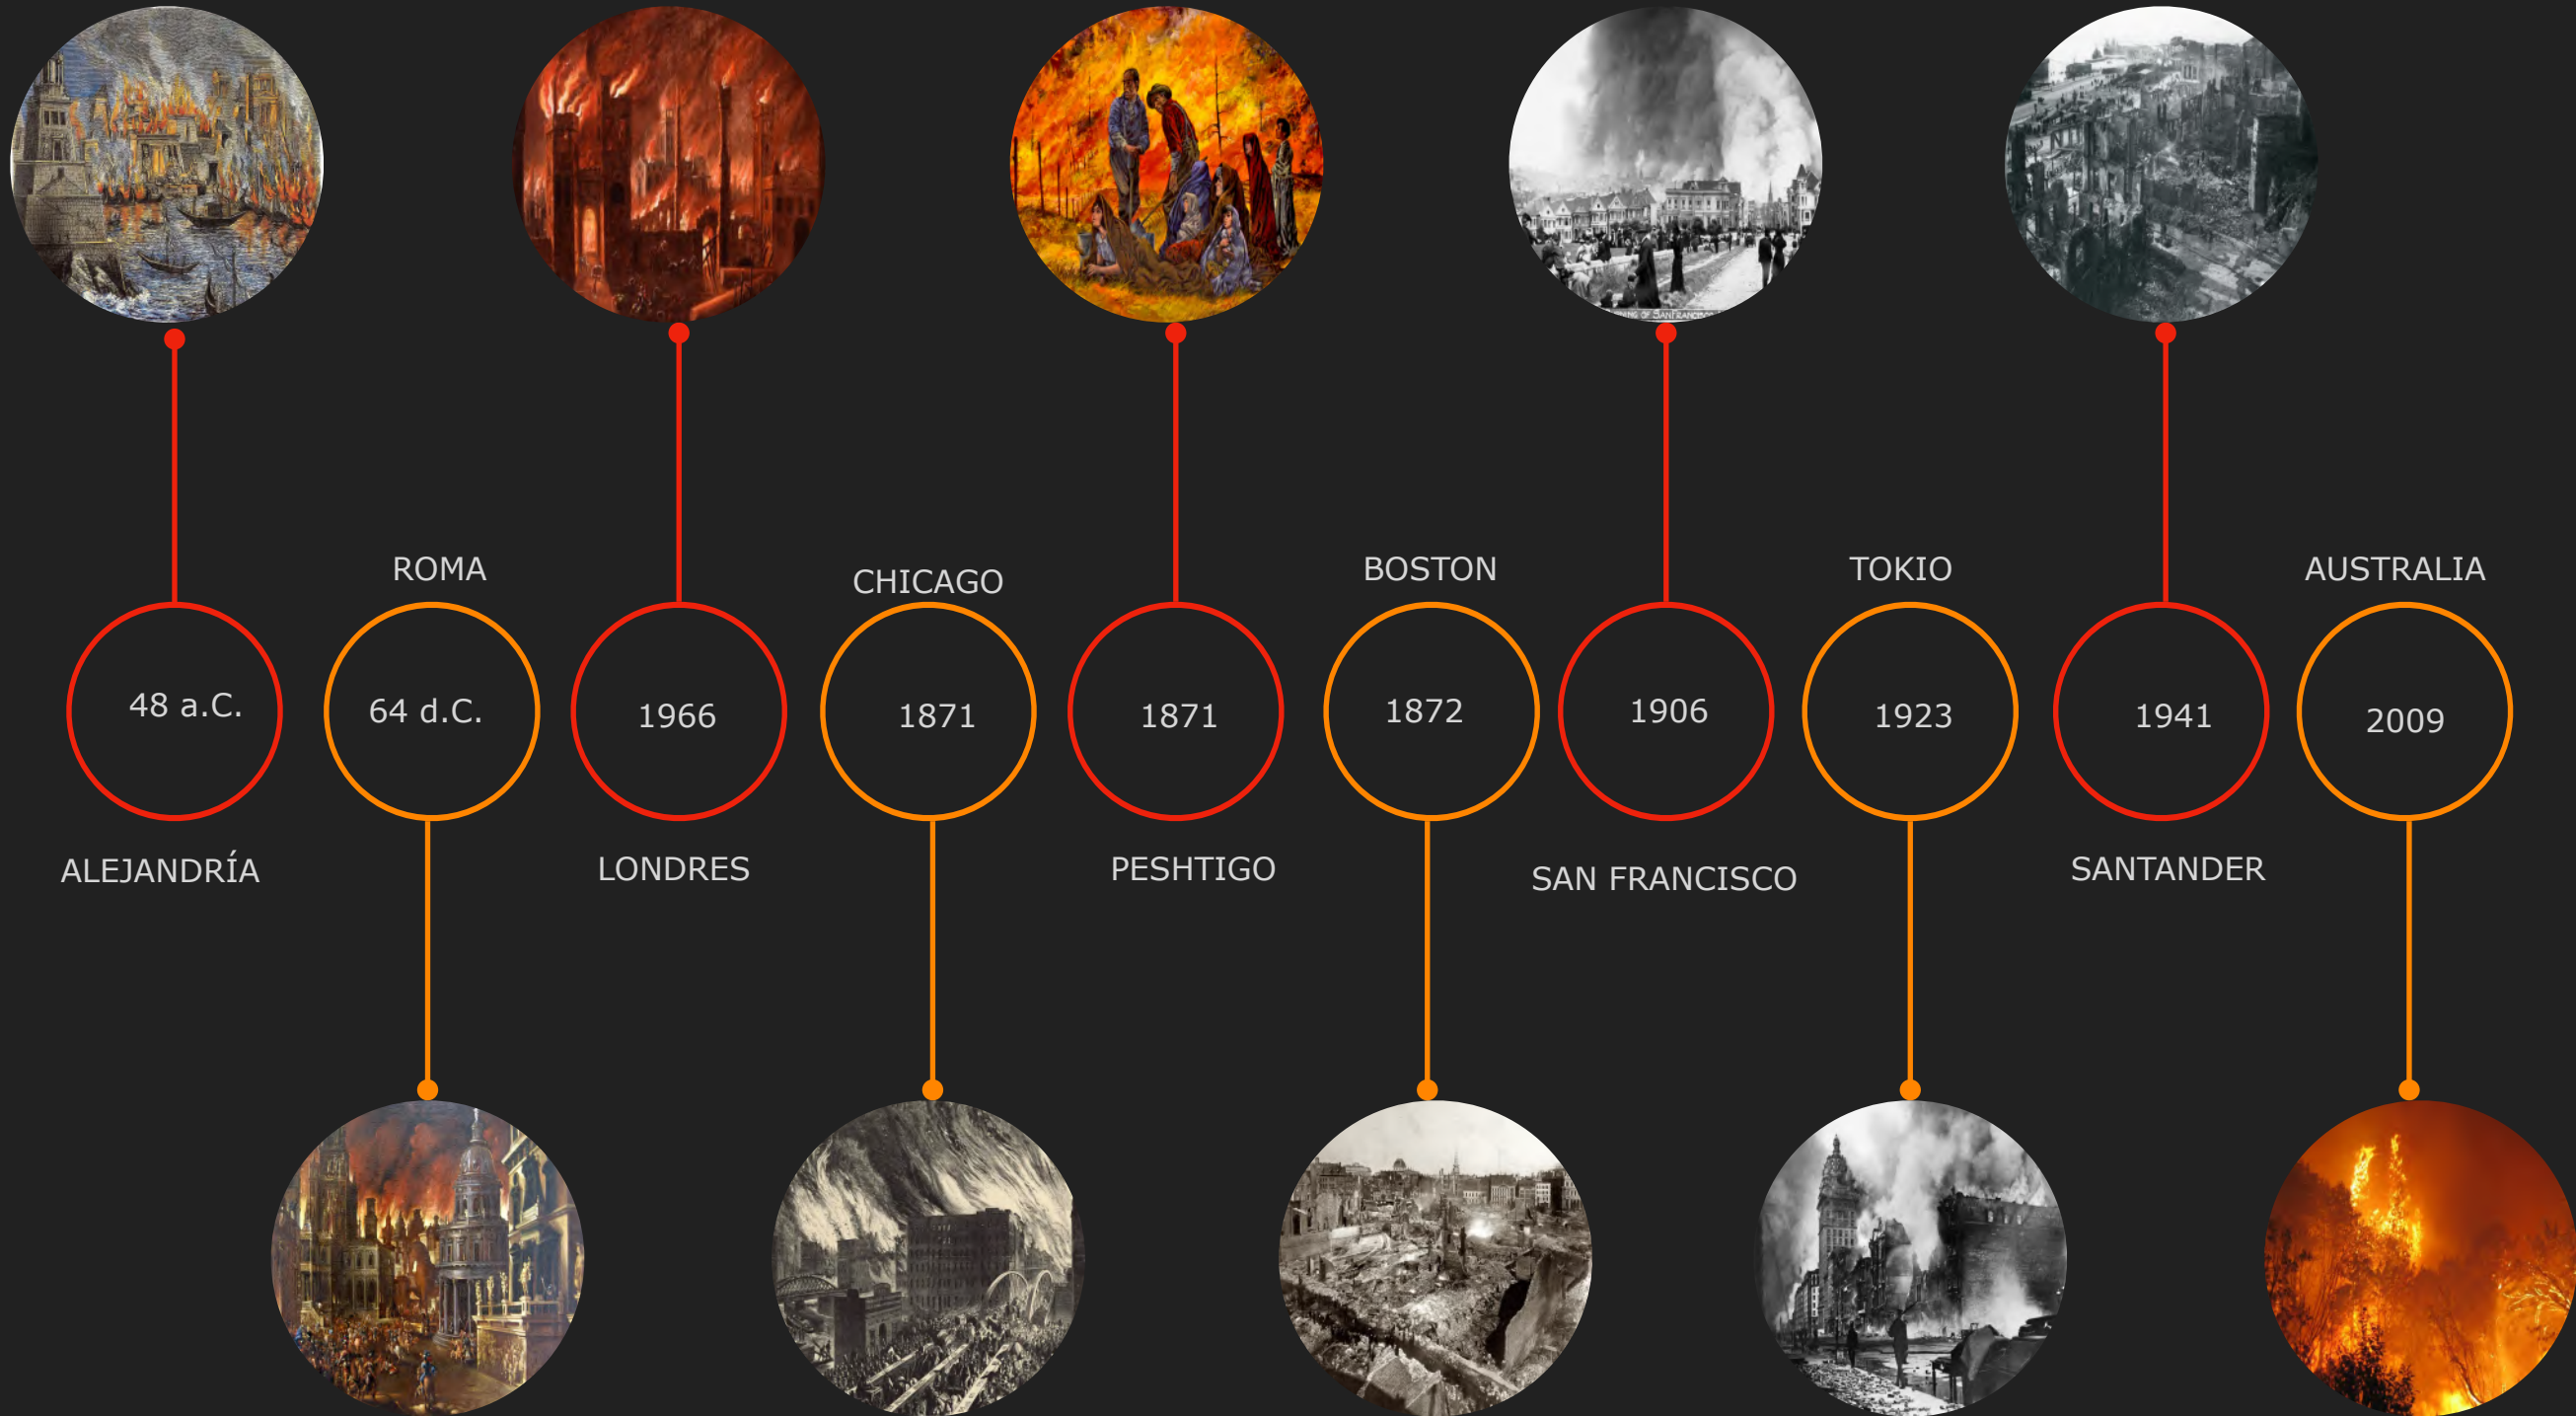 ROMA
CHICAGO
BOSTON
TOKIO
AUSTRALIA
48 a.C.
64 d.C.
1966
1871
1871
1872
1906
1923
1941
2009
ALEJANDRÍA
LONDRES
PESHTIGO
SAN FRANCISCO
SANTANDER